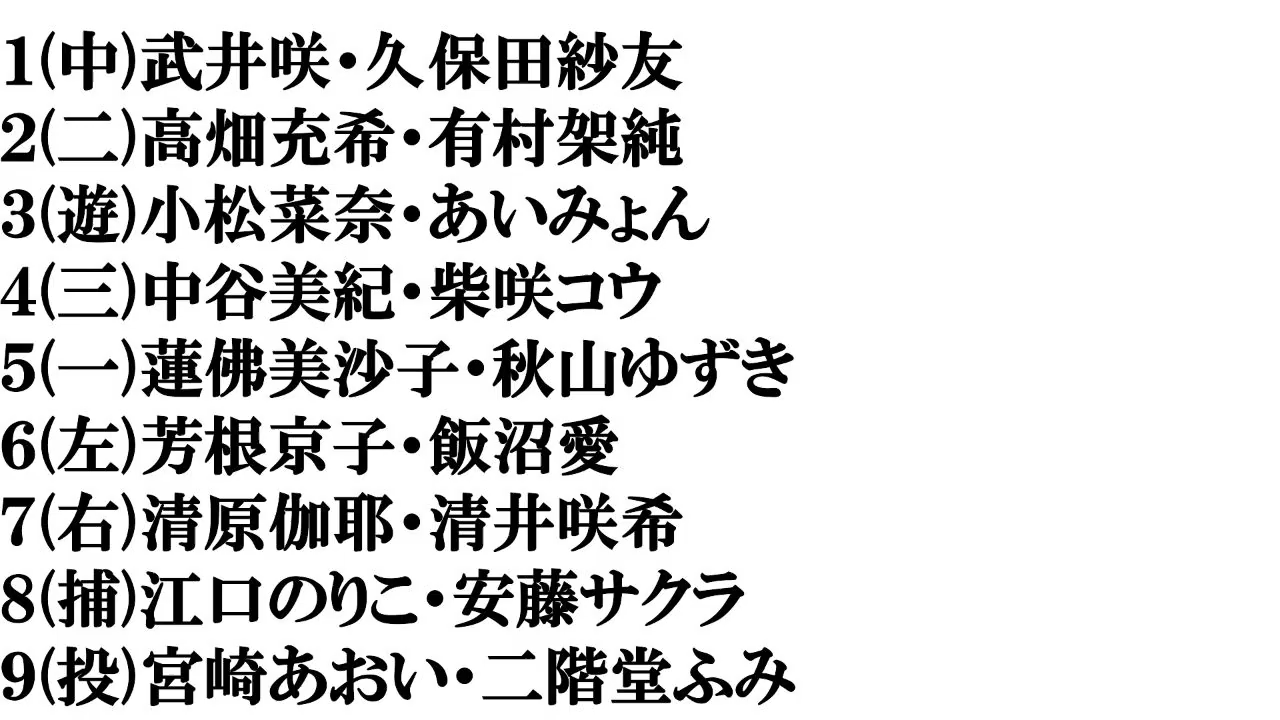 1(中)武井咲・久保田紗友
2(二)高畑充希・有村架純
3(遊)小松菜奈・あいみょん
4(三)中谷美紀・柴咲コウ
5(一)蓮佛美沙子・秋山ゆずき
6(左)芳根京子・飯沼愛
7(右)清原伽耶・清井咲希
8(捕)江口のりこ・安藤サクラ
9(投)宮崎あおい・二階堂ふみ